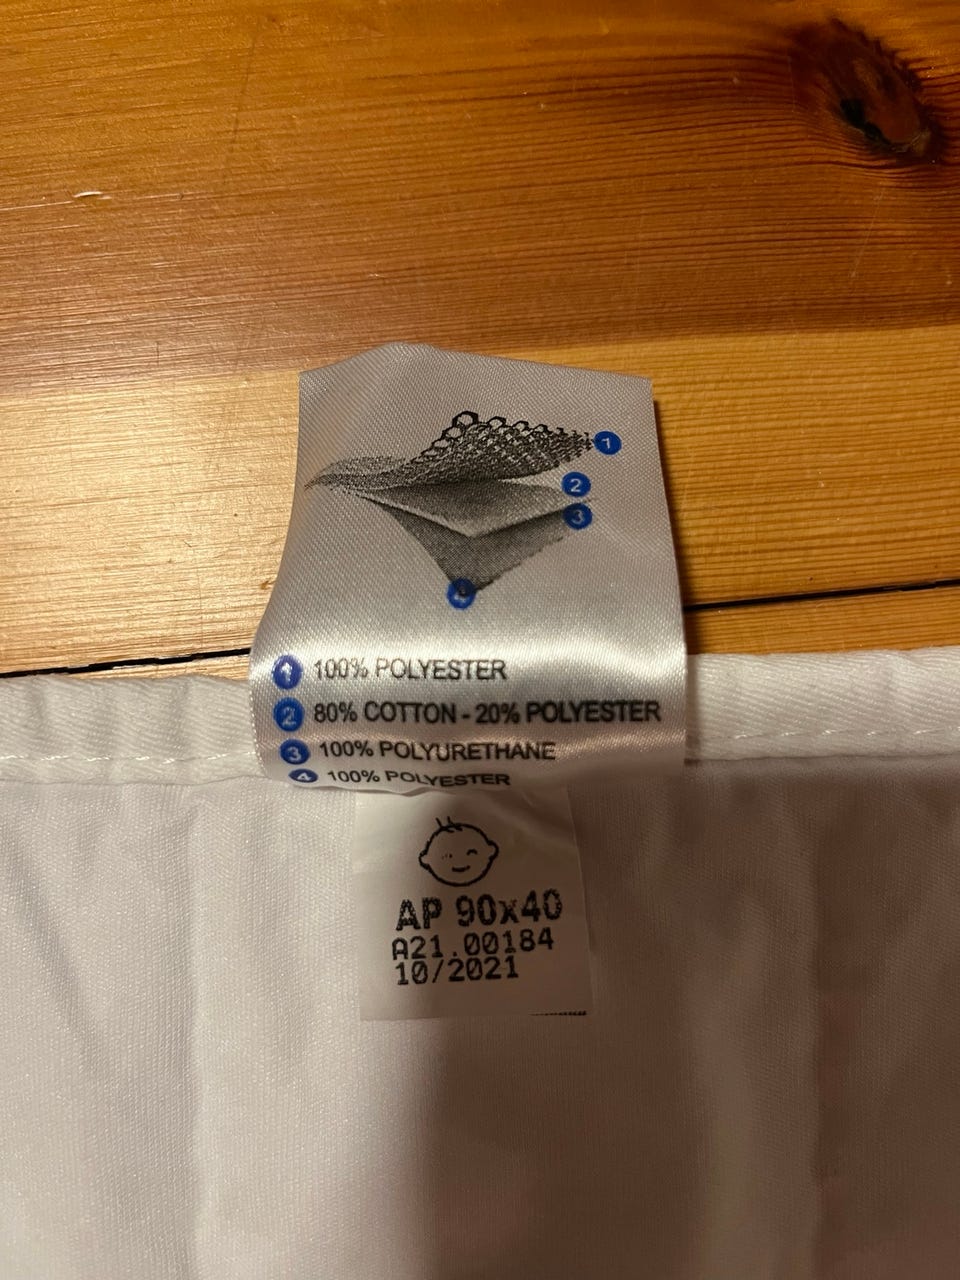 1
2
3
4
1 100% POLYESTER
2 80% COTTON - 20% POLYESTER
3 100% POLYURETHANE
4 100% POLYESTER
AP 90x40
A21.00184
10/2021